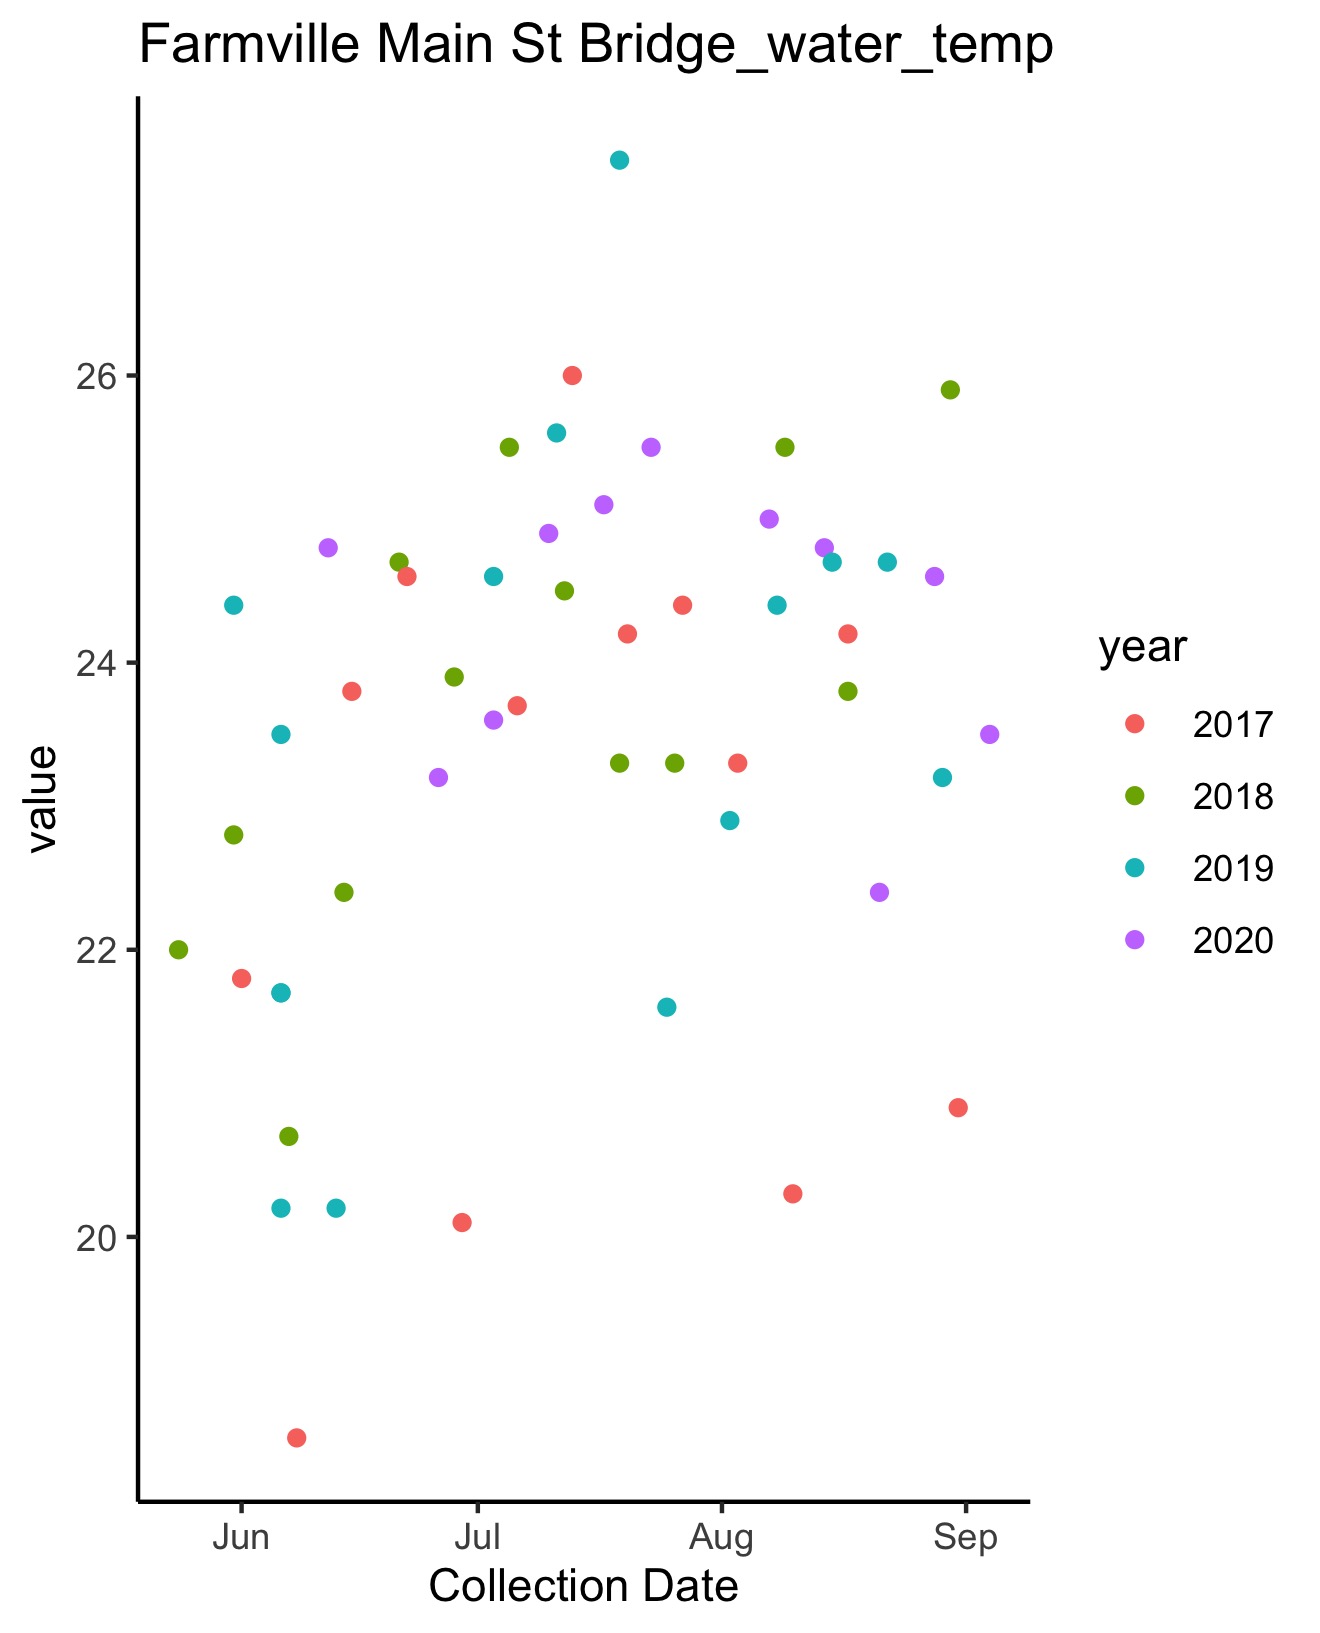 Farmville Main St Bridge_water_temp
value
26
24
22
20
Jun Jul Aug Sep
Collection Date
year
2017
2018
2019
2020